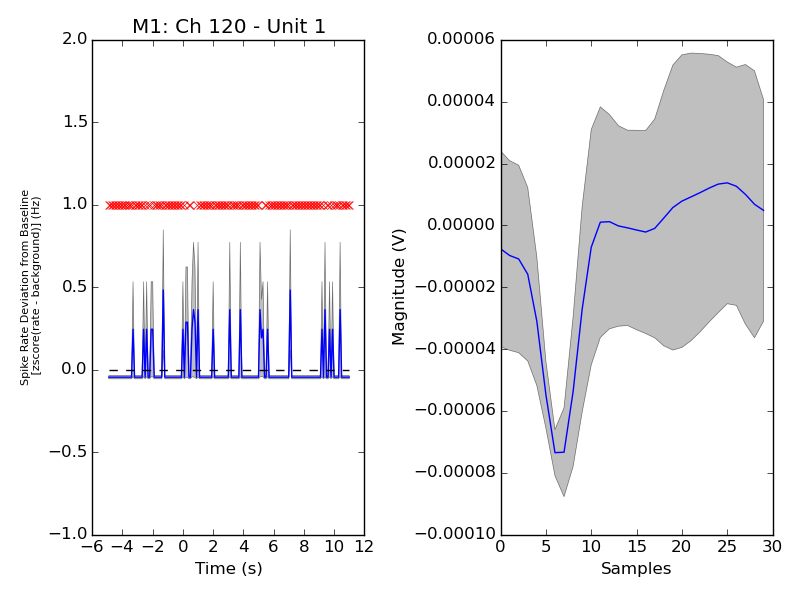 M1: Ch 120 - Unit 1
2.0
1.5
1.0
0.5
0.0
−0.5
−1.0
−6 −4 −2 0 2 4 6 8 10 12
Time (s)
Spike Rate Deviation from Baseline
[zscore(rate - background)] (Hz)
0.00006
0.00004
0.00002
0.00000
−0.00002
−0.00004
−0.00006
−0.00008
−0.00010
0 5 10 15 20 25 30
Samples
Magnitude (V)